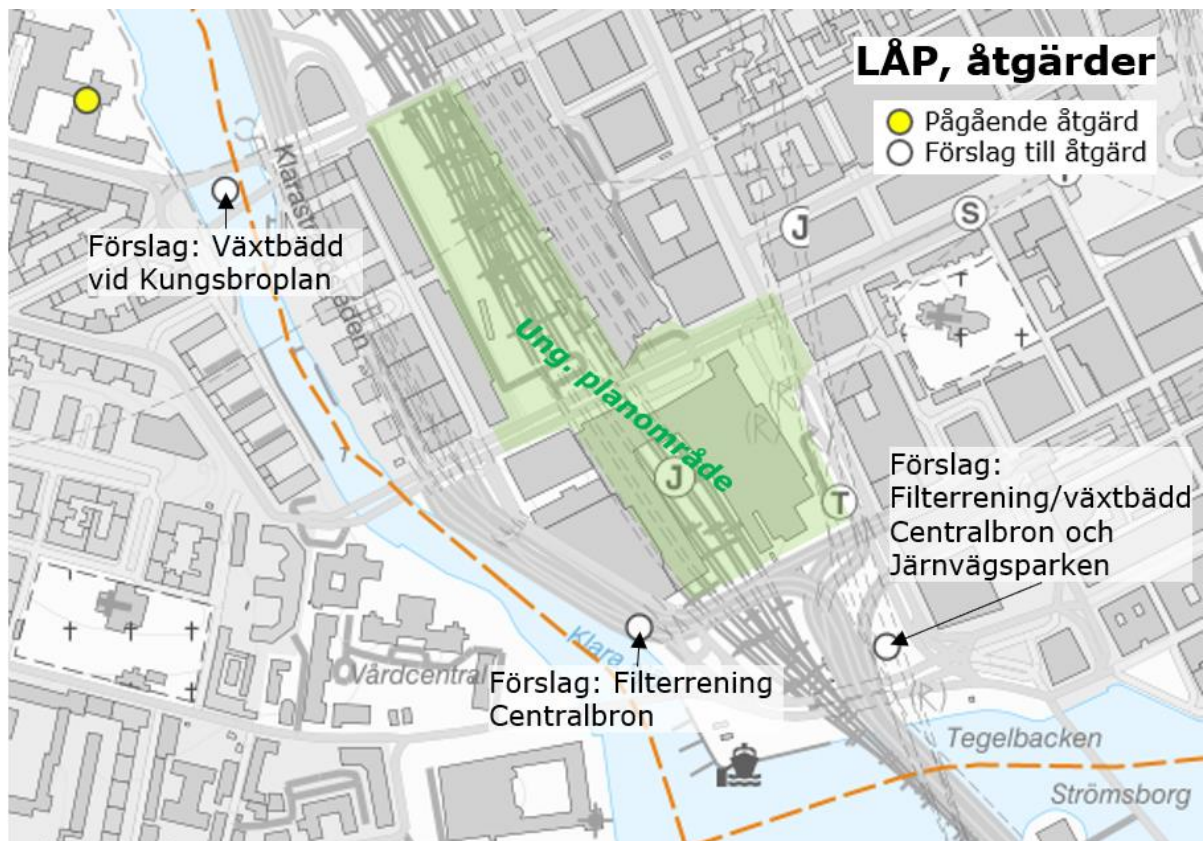 LÅP, åtgärder
Pågående åtgärd
Förslag till åtgärd
J
S
Förslag: Växtbädd
vid Kungsbroplan
Ung. planområde
(R)
(R)
J
T
Förslag:
Filterrening/växtbädd
Centralbron och
Järnvägsparken
Klara
Vårdcentral
Förslag: Filterrening
Centralbron
(R)
Tegelbacken
Strömsborg